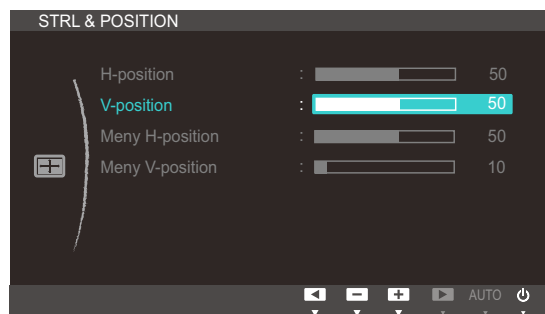 STRL & POSITION
H-position : 50
V-position : 50
Meny H-position : 50
Meny V-position : 10
AUTO